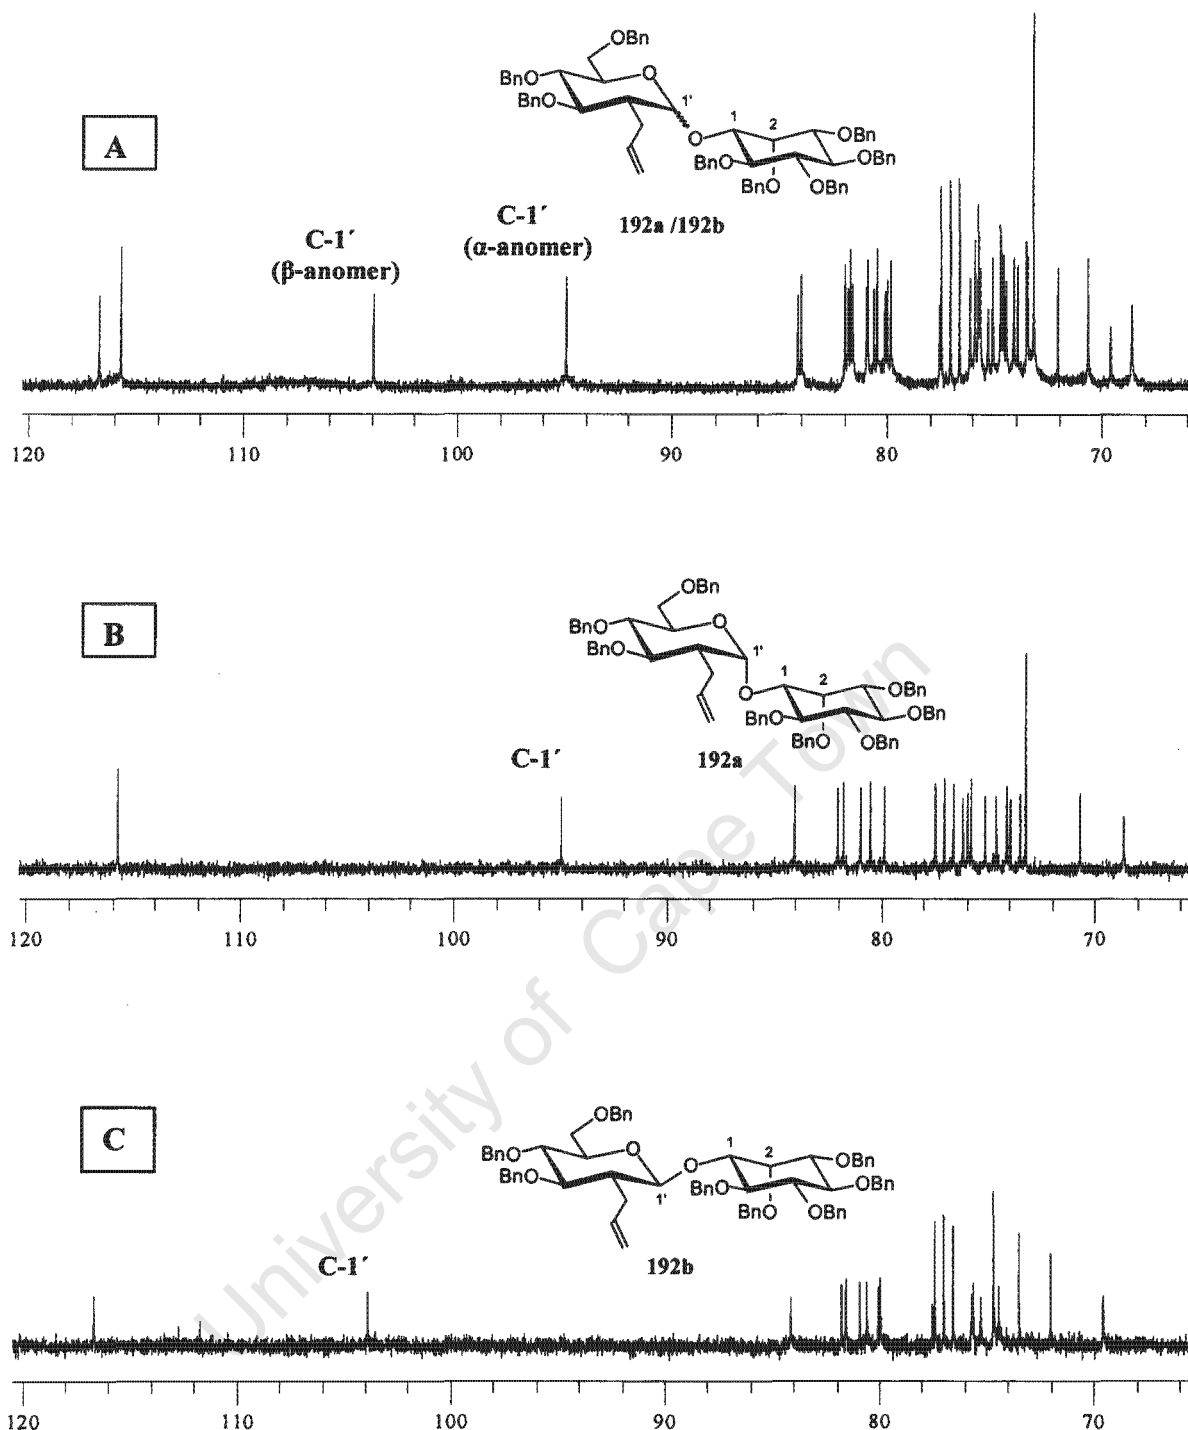 A
OBn
BnO
O
BnO
1'
1
2
O
OBn
BnO
OBn
BnO
OBn
192a /192b
C-1´
(β-anomer)
C-1´
(α-anomer)
120 110 100 90 80 70
B
OBn
BnO
O
BnO
1'
1
2
O
OBn
BnO
OBn
BnO
OBn
192a
C-1´
120 110 100 90 80 70
C
OBn
BnO
O
BnO
1'
O
1
2
OBn
BnO
OBn
BnO
OBn
192b
C-1´
120 110 100 90 80 70
University of Cape Town